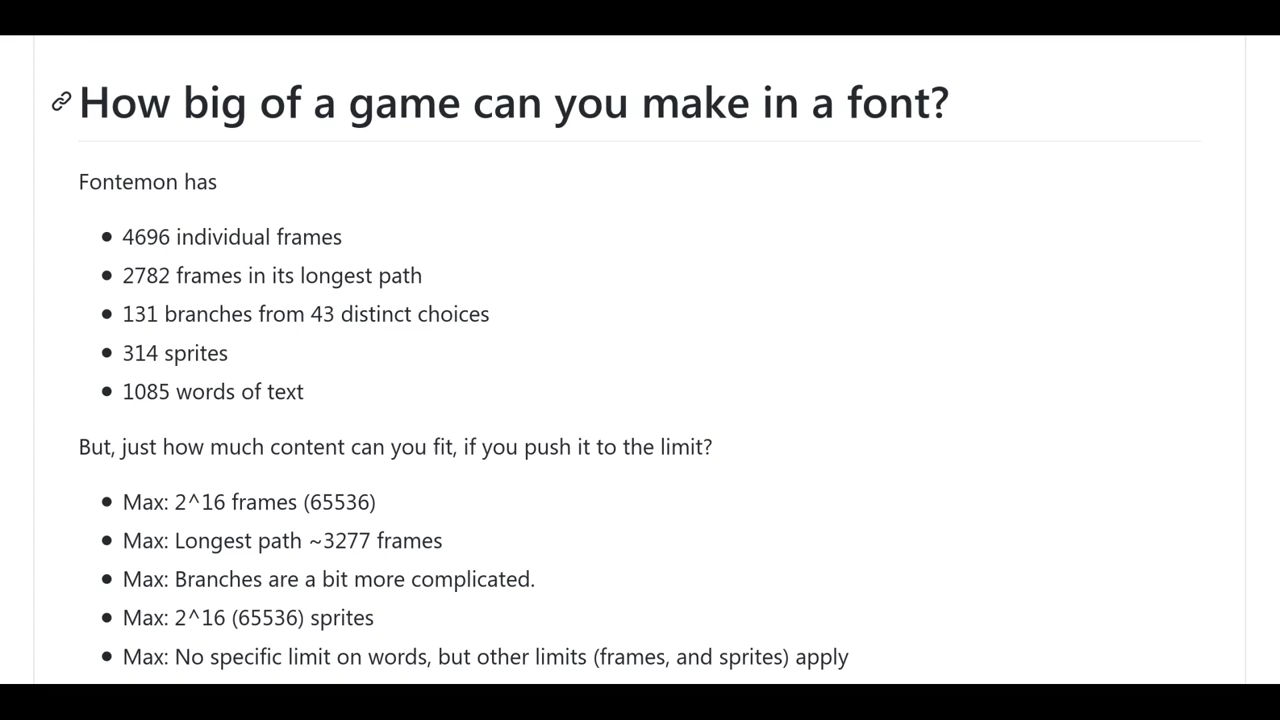 How big of a game can you make in a font?
Fontemon has
4696 individual frames
2782 frames in its longest path
131 branches from 43 distinct choices
314 sprites
1085 words of text
But, just how much content can you fit, if you push it to the limit?
Max: 2^16 frames (65536)
Max: Longest path ~3277 frames
Max: Branches are a bit more complicated.
Max: 2^16 (65536) sprites
Max: No specific limit on words, but other limits (frames, and sprites) apply